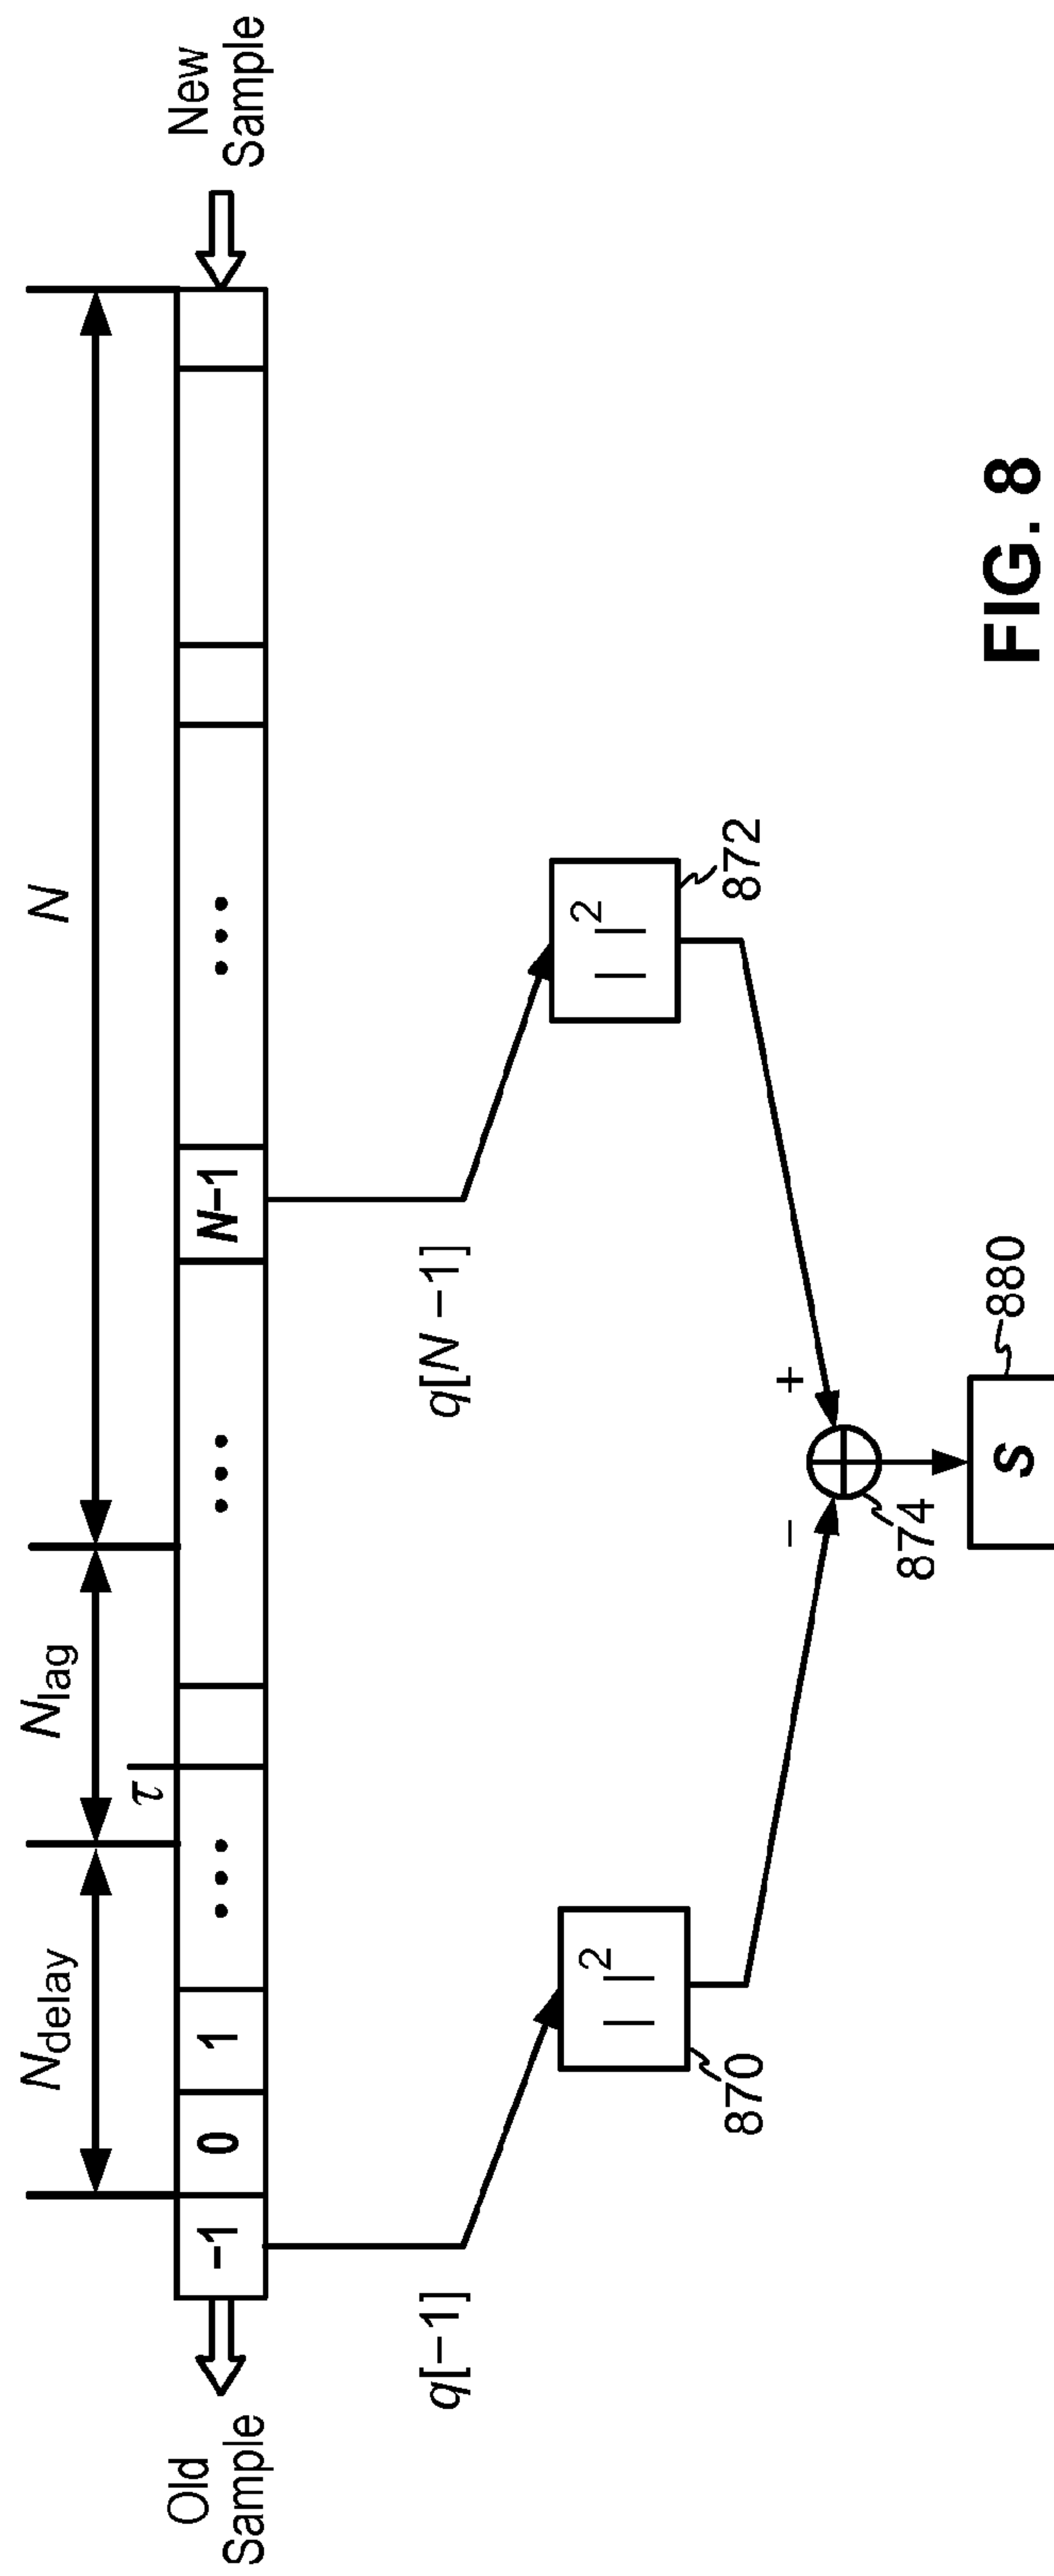 N_delay
N_lag
N
τ
Old
Sample
−1
0
1
•••
•••
N−1
•••
New
Sample
q[−1]
q[N −1]
| |²
870
| |²
872
−
+
874
S
880
FIG. 8